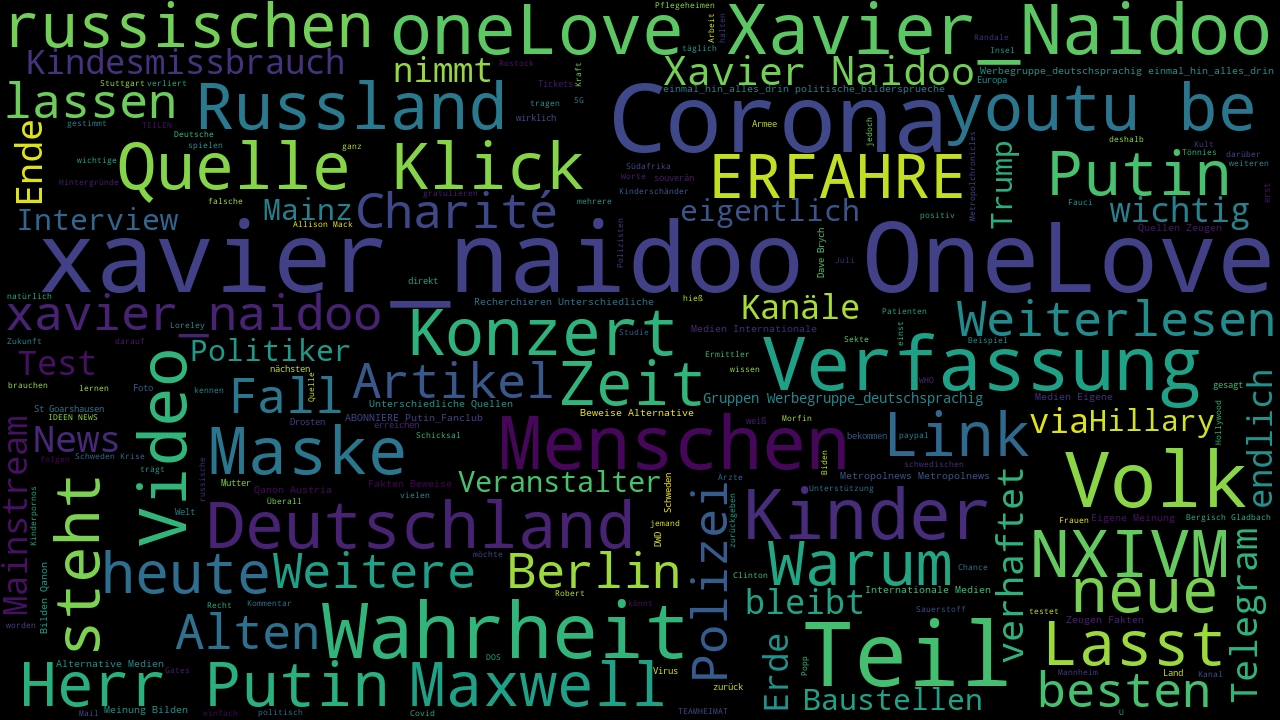 russischen
oneLove
Xavier_Naidoo
Pflegeheimen
Arbeit
halten
täglich
Randale
Insel
Kindesmissbrauch
nimmt
Rostock
Kraft
Xavier Naidoo
Europa
Werbegruppe_deutschsprachig einmal_hin_alles_drin
lassen
Stuttgart
verliert
Russland
Tickets
5G
einmal_hin_alles_drin politische_bildersprueche
Corona
youtu be
gestimmt
TEILEN
Deutsche
spielen
tragen
wirklich
Armee
jedoch
deshalb
Kult
Ende
wichtige
Quelle Klick
ganz
ERFAHRE
Metropolchronicles
Trump
Putin
Tönnies
darüber
weiteren
Hintergründe
Südafrika
Worte
souverän
Kinderschänder
gratulieren
Fauci
erst
falsche
mehrere
Interview
Mainz
Charité
eigentlich
positiv
wichtig
Allison Mack
Polizisten
Dave Brych
Quellen Zeugen
xavier_naidoo OneLove
Juli
direkt
natürlich
Recherchieren Unterschiedliche
hieß
Kanäle
Patienten
xavier_naidoo
Loreley
Konzert
Studie
Medien Internationale
einst
Weiterlesen
Zukunft
darauf
Politiker
Sekte
Beispiel
Test
nächsten
Ermittler
wissen
Verfassung
WHO
brauchen
lernen
Foto
kennen
Fall
Quelle
Artikel
Zeit
gesagt
endlich
Video
Gruppen Werbegruppe_deutschsprachig
Medien Eigene
St Goarshausen
IDEEN NEWS
Unterschiedliche Quellen
Beweise Alternative
Hollywood
Mainstream
News
Drosten
ABONNIERE Putin_Fanclub
erreichen
Schicksal
Menschen
weiß
Morfin
bekommen
paypal
Link
via
Hillary
folgen
Schweden Krise
Maske
russische
Biden
schwedischen
trägt
Mutter
Fakten Beweise
Veranstalter
Schweden
Ärzte
Metropolnews Metropolnews
Volk
Kinderpornos
steht
Qanon Austria
vielen
Unterstützung
verhaftet
Welt
Überall
Deutschland
jemand
DWD
Polizei
zurückgeben
Kinder
Frauen
Eigene Meinung
Bergisch Gladbach
heute
Weitere
möchte
Berlin
Warum
Chance
NXIVM
Telegram
Bilden Qanon
Clinton
Robert
Internationale Medien
neue
Recht
Kommentar
könnt
bleibt
Sauerstoff
testet
worden
Alten
Wahrheit
Zeugen Fakten
Erde
Teil
Lasst
DOS
Alternative Medien
Gates
Virus
Popp
Mannheim
Land
Kanal
Herr Putin
Maxwell
zurück
Baustellen
besten
Mail
Meinung Bilden
einfach
politisch
Covid
TEAMHEIMAT
u